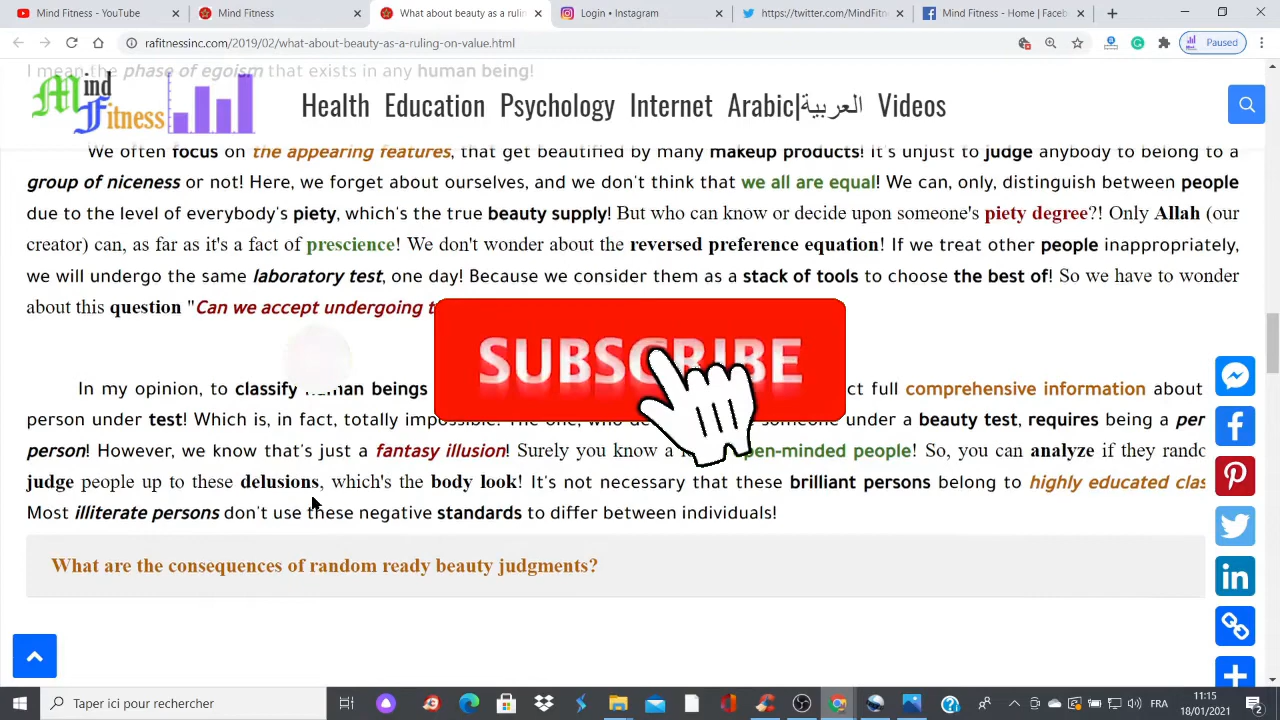 Mind Fitness - YouTube
Mind Fitness
What about beauty as a rulin
Login • Instagram
https://twitter.com/MindFitn
Mind Fitness - Home | Faceb
rafitnessinc.com/2019/02/what-about-beauty-as-a-ruling-on-value.html
Paused
I mean the phase of egoism that exists in any human being!
Mind Fitness
Health Education Psychology Internet Arabic|العربية Videos
We often focus on the appearing features, that get beautified by many makeup products! It's unjust to judge anybody to belong to a
group of niceness or not! Here, we forget about ourselves, and we don't think that we all are equal! We can, only, distinguish between people
due to the level of everybody's piety, which's the true beauty supply! But who can know or decide upon someone's piety degree?! Only Allah (our
creator) can, as far as it's a fact of prescience! We don't wonder about the reversed preference equation! If we treat other people inappropriately,
we will undergo the same laboratory test, one day! Because we consider them as a stack of tools to choose the best of! So we have to wonder
about this question "Can we accept undergoing t
SUBSCRIBE
In my opinion, to classify human beings ct full comprehensive information about
person under test! Which is, in fact, totally impossible! The one, who under a beauty test, requires being a per
person! However, we know that's just a fantasy illusion! Surely you know a pen-minded people! So, you can analyze if they rando
judge people up to these delusions, which's the body look! It's not necessary that these brilliant persons belong to highly educated clas
Most illiterate persons don't use these negative standards to differ between individuals!
What are the consequences of random ready beauty judgments?
Taper ici pour rechercher
FRA
11:15
18/01/2021
2